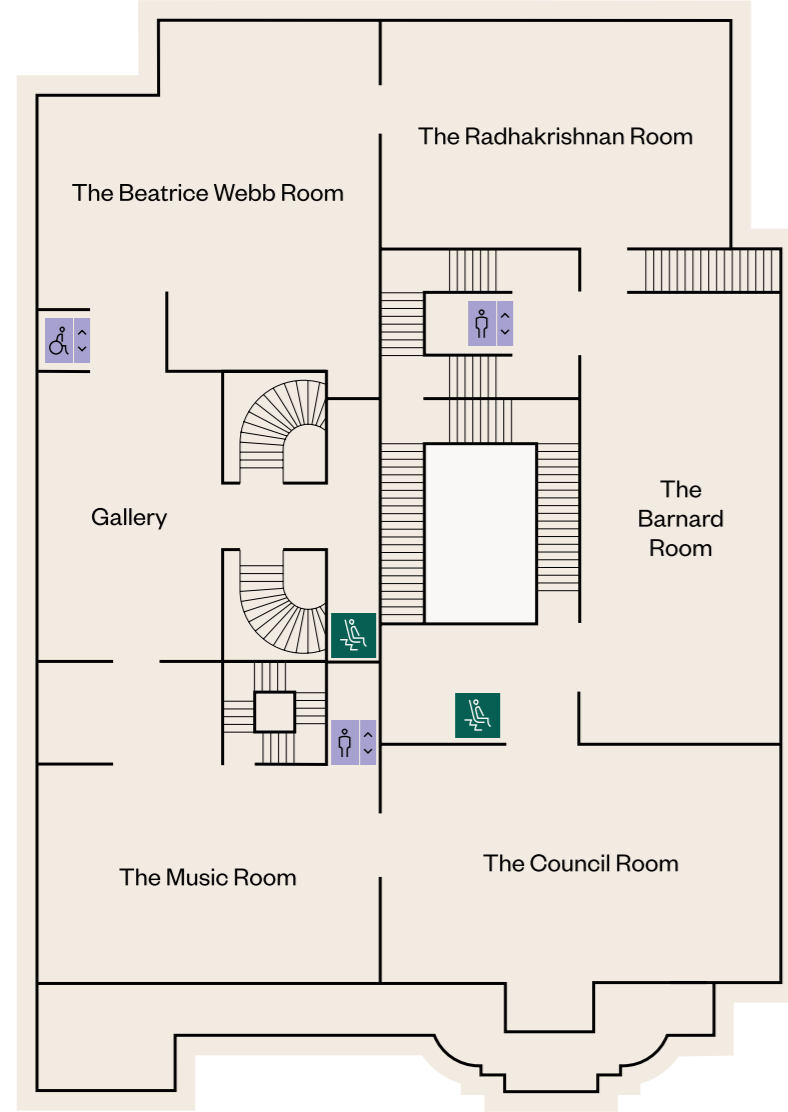 The Radhakrishnan Room
The Beatrice Webb Room
Gallery
The
Barnard
Room
The Music Room
The Council Room